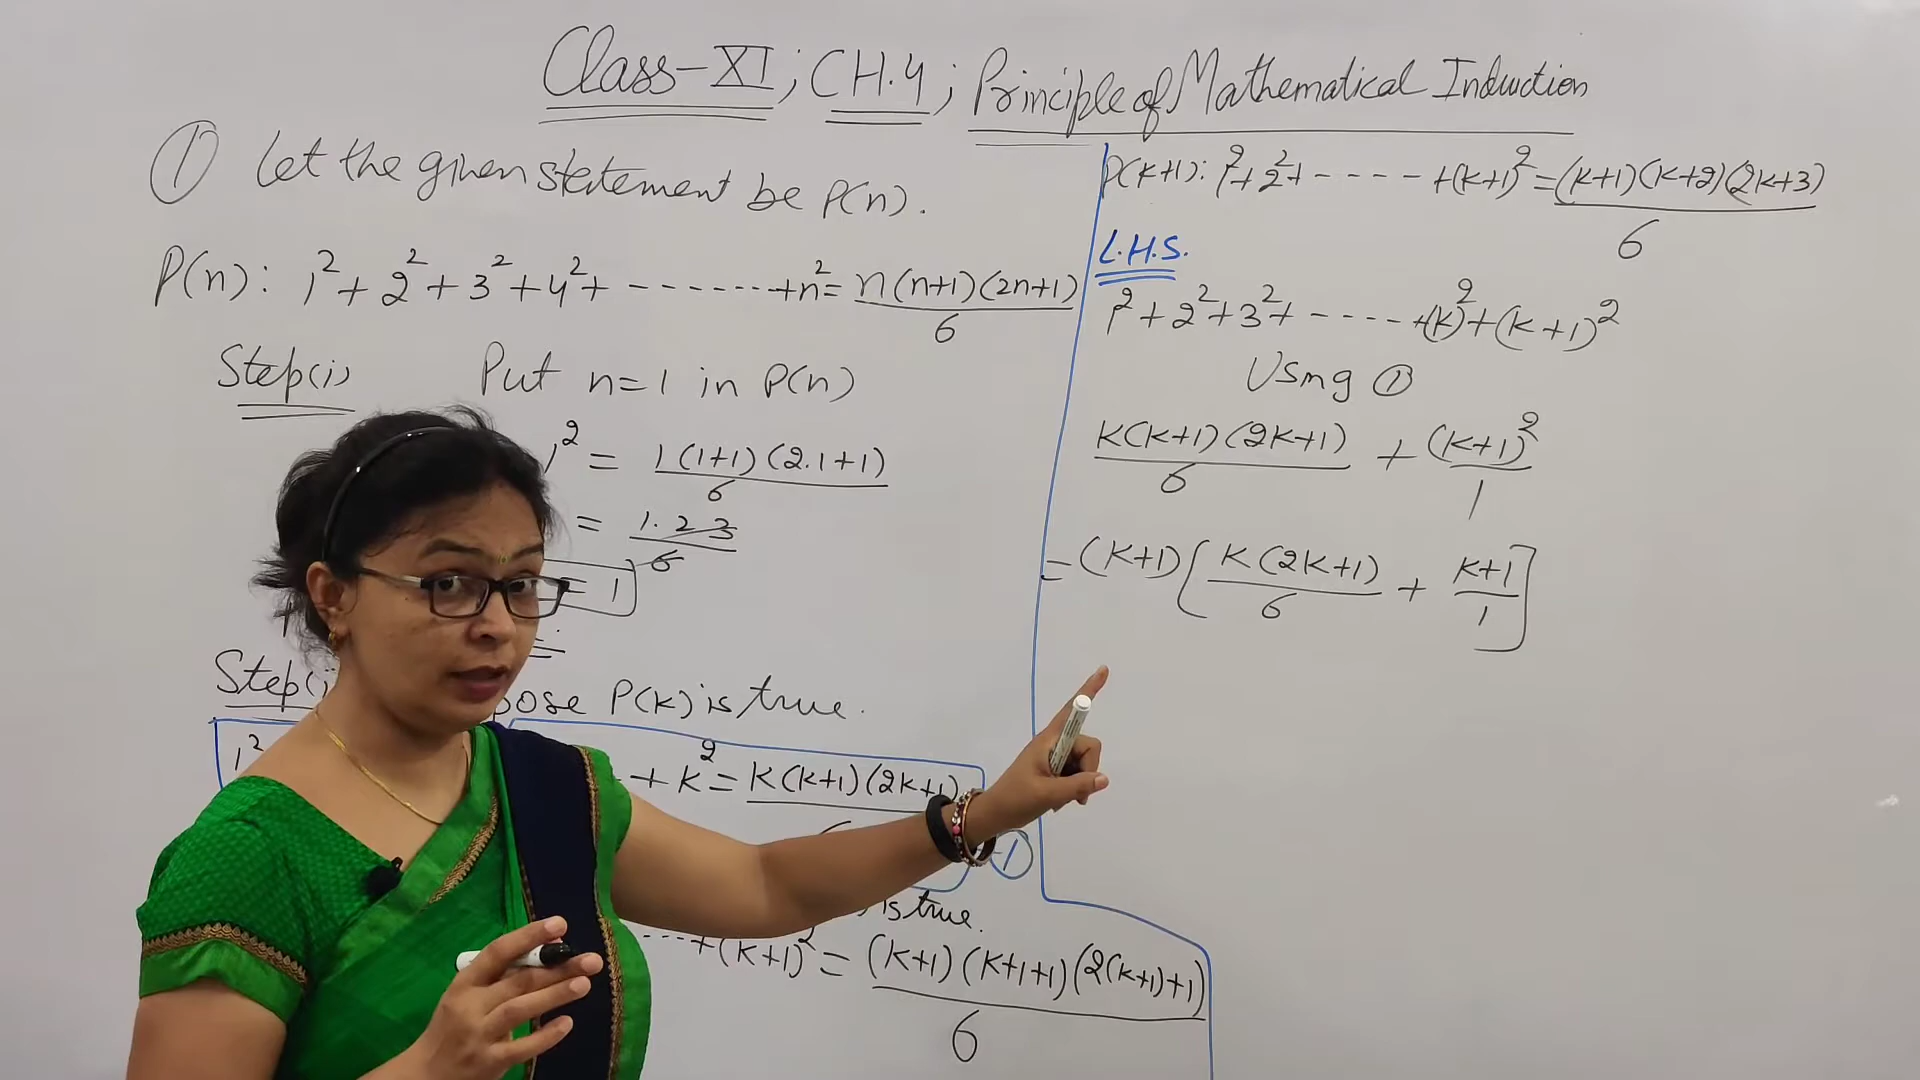 Class-XI; CH.4; Principle of Mathematical Induction
① Let the given statement be P(n).
P(n): 1² + 2² + 3² + 4² + - - - - - - - + n² = n(n+1)(2n+1)
6
Step(i) Put n=1 in P(n)
1² = 1(1+1)(2.1+1)
6
= 1.2 3
6
= 1
P(k) is true.
1²
+ k² = k(k+1)(2k+1)
①
is true.
---- +(k+1)² = (k+1)(k+1+1)(2(k+1)+1)
6
P(k+1): 1²+2²+ - - - - +(k+1)² = (k+1)(k+2)(2k+3)
6
L.H.S.
1²+2²+3²+ - - - - +(k)²+(k+1)²
Using ①
k(k+1)(2k+1) + (k+1)²
6 1
= (k+1)[k(2k+1) + k+1]
6 1